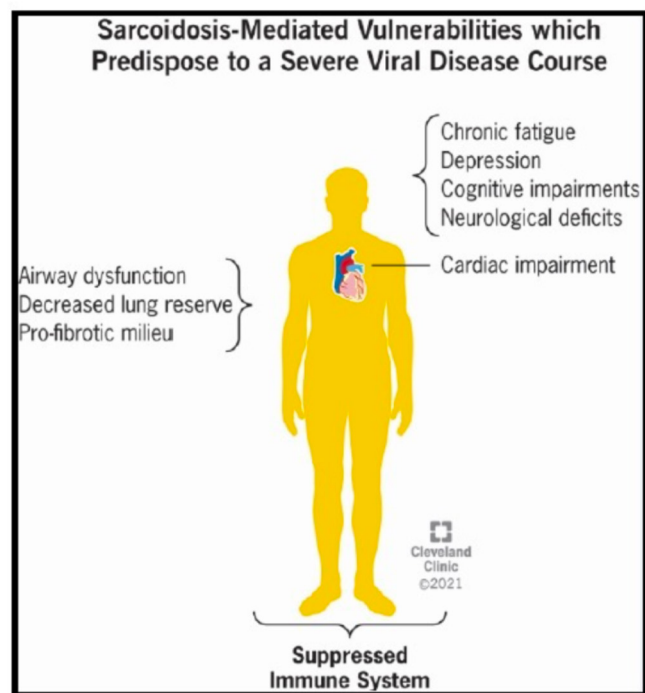 Sarcoidosis-Mediated Vulnerabilities which
Predispose to a Severe Viral Disease Course
Chronic fatigue
Depression
Cognitive impairments
Neurological deficits
Cardiac impairment
Airway dysfunction
Decreased lung reserve
Pro-fibrotic milieu
Cleveland
Clinic
©2021
Suppressed
Immune System